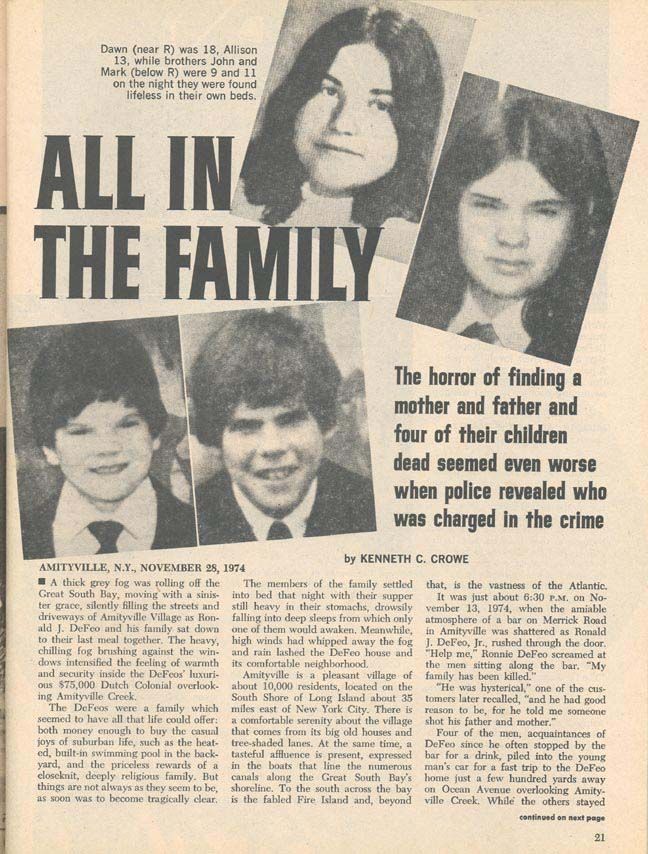 Dawn (near R) was 18, Allison
13, while brothers John and
Mark (below R) were 9 and 11
on the night they were found
lifeless in their own beds.
ALL IN
THE FAMILY
The horror of finding a
mother and father and
four of their children
dead seemed even worse
when police revealed who
was charged in the crime
by KENNETH C. CROWE
AMITYVILLE, N.Y., NOVEMBER 28, 1974
■ A thick grey fog was rolling off the
Great South Bay, moving with a sinis-
ter grace, silently filling the streets and
driveways of Amityville Village as Ron-
ald J. DeFeo and his family sat down
to their last meal together. The heavy,
chilling fog brushing against the win-
dows intensified the feeling of warmth
and security inside the DeFeos' luxuri-
ous $75,000 Dutch Colonial overlook-
ing Amityville Creek.
The DeFeos were a family which
seemed to have all that life could offer:
both money enough to buy the casual
joys of suburban life, such as the heat-
ed, built-in swimming pool in the back-
yard, and the priceless rewards of a
closeknit, deeply religious family. But
things are not always as they seem to be,
as soon was to become tragically clear.
The members of the family settled
into bed that night with their supper
still heavy in their stomachs, drowsily
falling into deep sleeps from which only
one of them would awaken. Meanwhile,
high winds had whipped away the fog
and rain lashed the DeFeo house and
its comfortable neighborhood.
Amityville is a pleasant village of
about 10,000 residents, located on the
South Shore of Long Island about 35
miles east of New York City. There is
a comfortable serenity about the village
that comes from its big old houses and
tree-shaded lanes. At the same time, a
tasteful affluence is present, expressed
in the boats that line the numerous
canals along the Great South Bay's
shoreline. To the south across the bay
is the fabled Fire Island and, beyond
that, is the vastness of the Atlantic.
It was just about 6:30 P.M. on No-
vember 13, 1974, when the amiable
atmosphere of a bar on Merrick Road
in Amityville was shattered as Ronald
J. DeFeo, Jr., rushed through the door.
"Help me," Ronnie DeFeo screamed at
the men sitting along the bar. "My
family has been killed."
"He was hysterical," one of the cus-
tomers later recalled, "and he had good
reason to be, for he told me someone
shot his father and mother."
Four of the men, acquaintances of
DeFeo since he often stopped by the
bar for a drink, piled into the young
man's car for a fast trip to the DeFeo
home just a few hundred yards away
on Ocean Avenue overlooking Amity-
ville Creek. While the others stayed
continued on next page
21